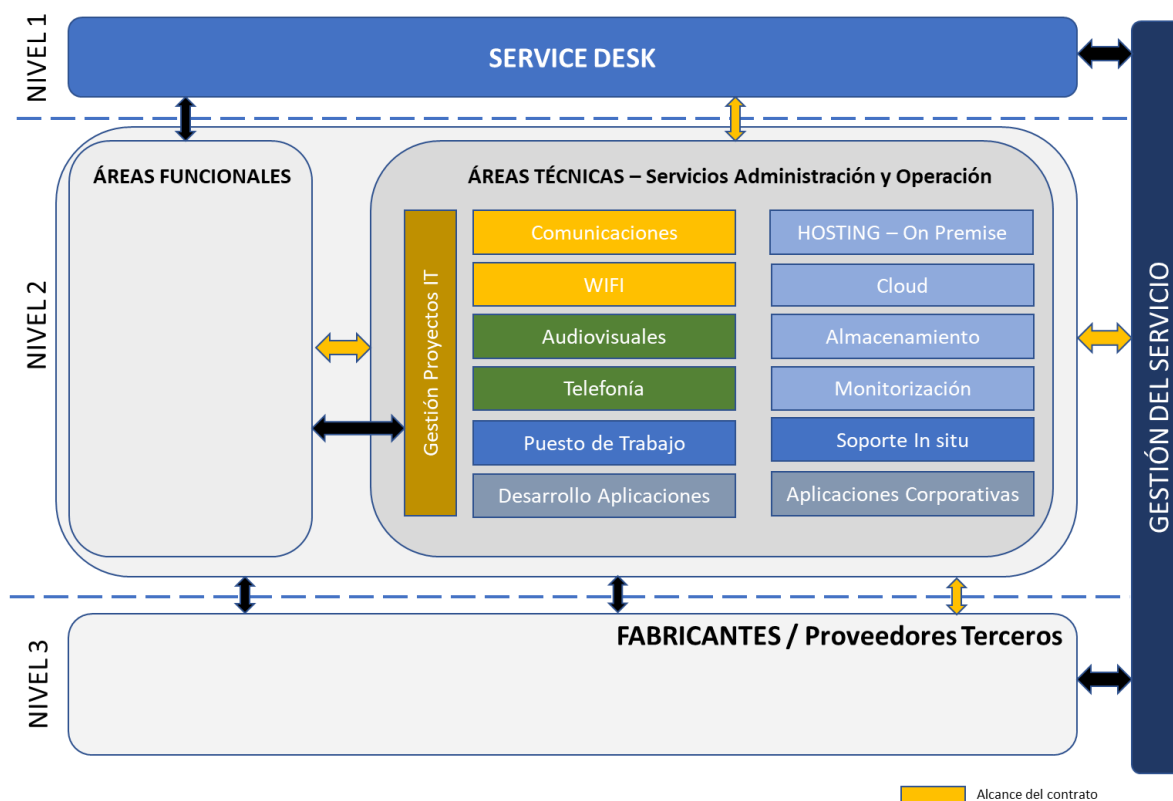 NIVEL 1
SERVICE DESK
NIVEL 2
ÁREAS FUNCIONALES
ÁREAS TÉCNICAS – Servicios Administración y Operación
Gestión Proyectos IT
Comunicaciones
HOSTING – On Premise
WIFI
Cloud
Audiovisuales
Almacenamiento
Telefonía
Monitorización
Puesto de Trabajo
Soporte In situ
Desarrollo Aplicaciones
Aplicaciones Corporativas
GESTIÓN DEL SERVICIO
NIVEL 3
FABRICANTES / Proveedores Terceros
Alcance del contrato